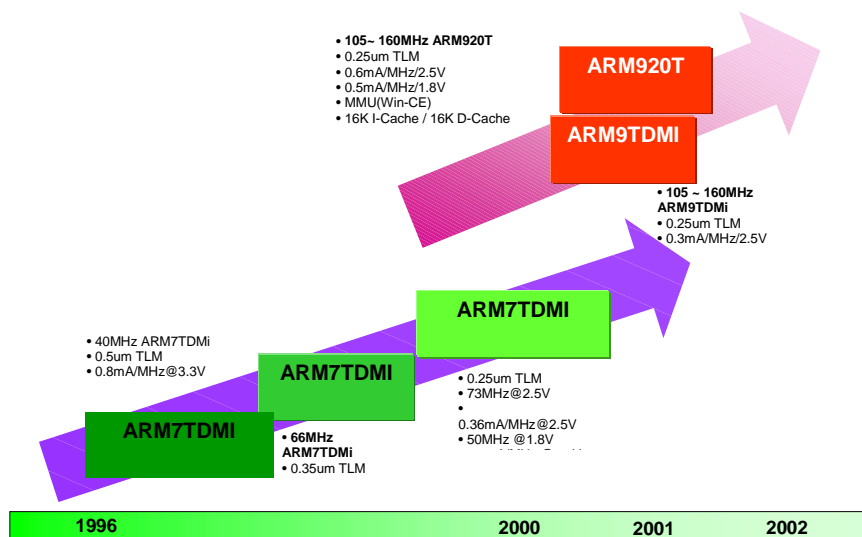 • 105~ 160MHz ARM920T
• 0.25um TLM
• 0.6mA/MHz/2.5V
• 0.5mA/MHz/1.8V
• MMU(Win-CE)
• 16K I-Cache / 16K D-Cache
ARM920T
ARM9TDMI
• 105 ~ 160MHz
ARM9TDMi
• 0.25um TLM
• 0.3mA/MHz/2.5V
ARM7TDMI
• 40MHz ARM7TDMi
• 0.5um TLM
• 0.8mA/MHz@3.3V
ARM7TDMI
• 0.25um TLM
• 73MHz@2.5V
•
0.36mA/MHz@2.5V
• 50MHz @1.8V
ARM7TDMI
• 66MHz
ARM7TDMi
• 0.35um TLM
1996 2000 2001 2002